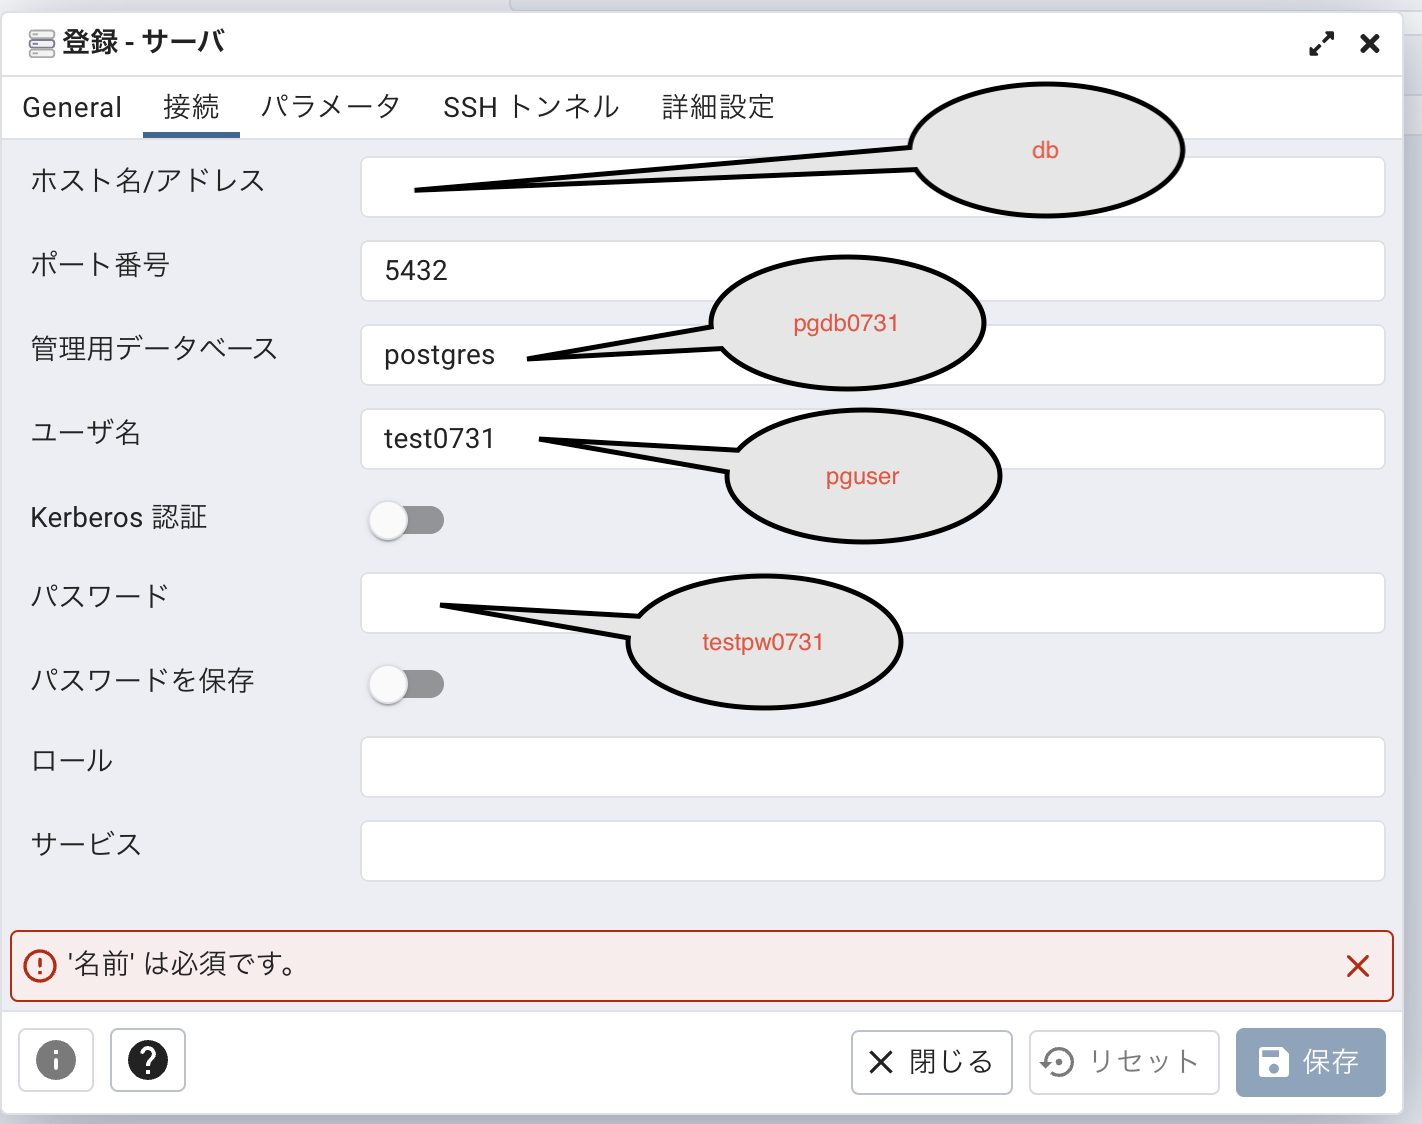 登録 - サーバ
General 接続 パラメータ SSH トンネル 詳細設定
ホスト名/アドレス db
ポート番号 5432
管理用データベース postgres pgdb0731
ユーザ名 test0731 pguser
Kerberos 認証
パスワード testpw0731
パスワードを保存
ロール
サービス
'名前' は必須です。
閉じる リセット 保存